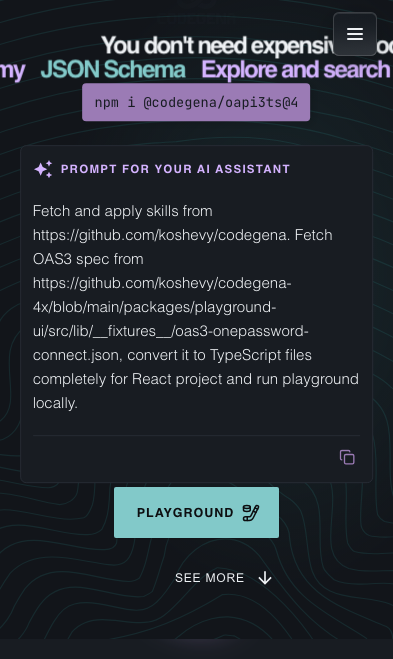 You don't need expensiv
my JSON Schema Explore and search
npm i @codegena/oapi3ts@4
PROMPT FOR YOUR AI ASSISTANT
Fetch and apply skills from
https://github.com/koshevy/codegena. Fetch
OAS3 spec from
https://github.com/koshevy/codegena-
4x/blob/main/packages/playground-
ui/src/lib/__fixtures__/oas3-onepassword-
connect.json, convert it to TypeScript files
completely for React project and run playground
locally.
PLAYGROUND
SEE MORE